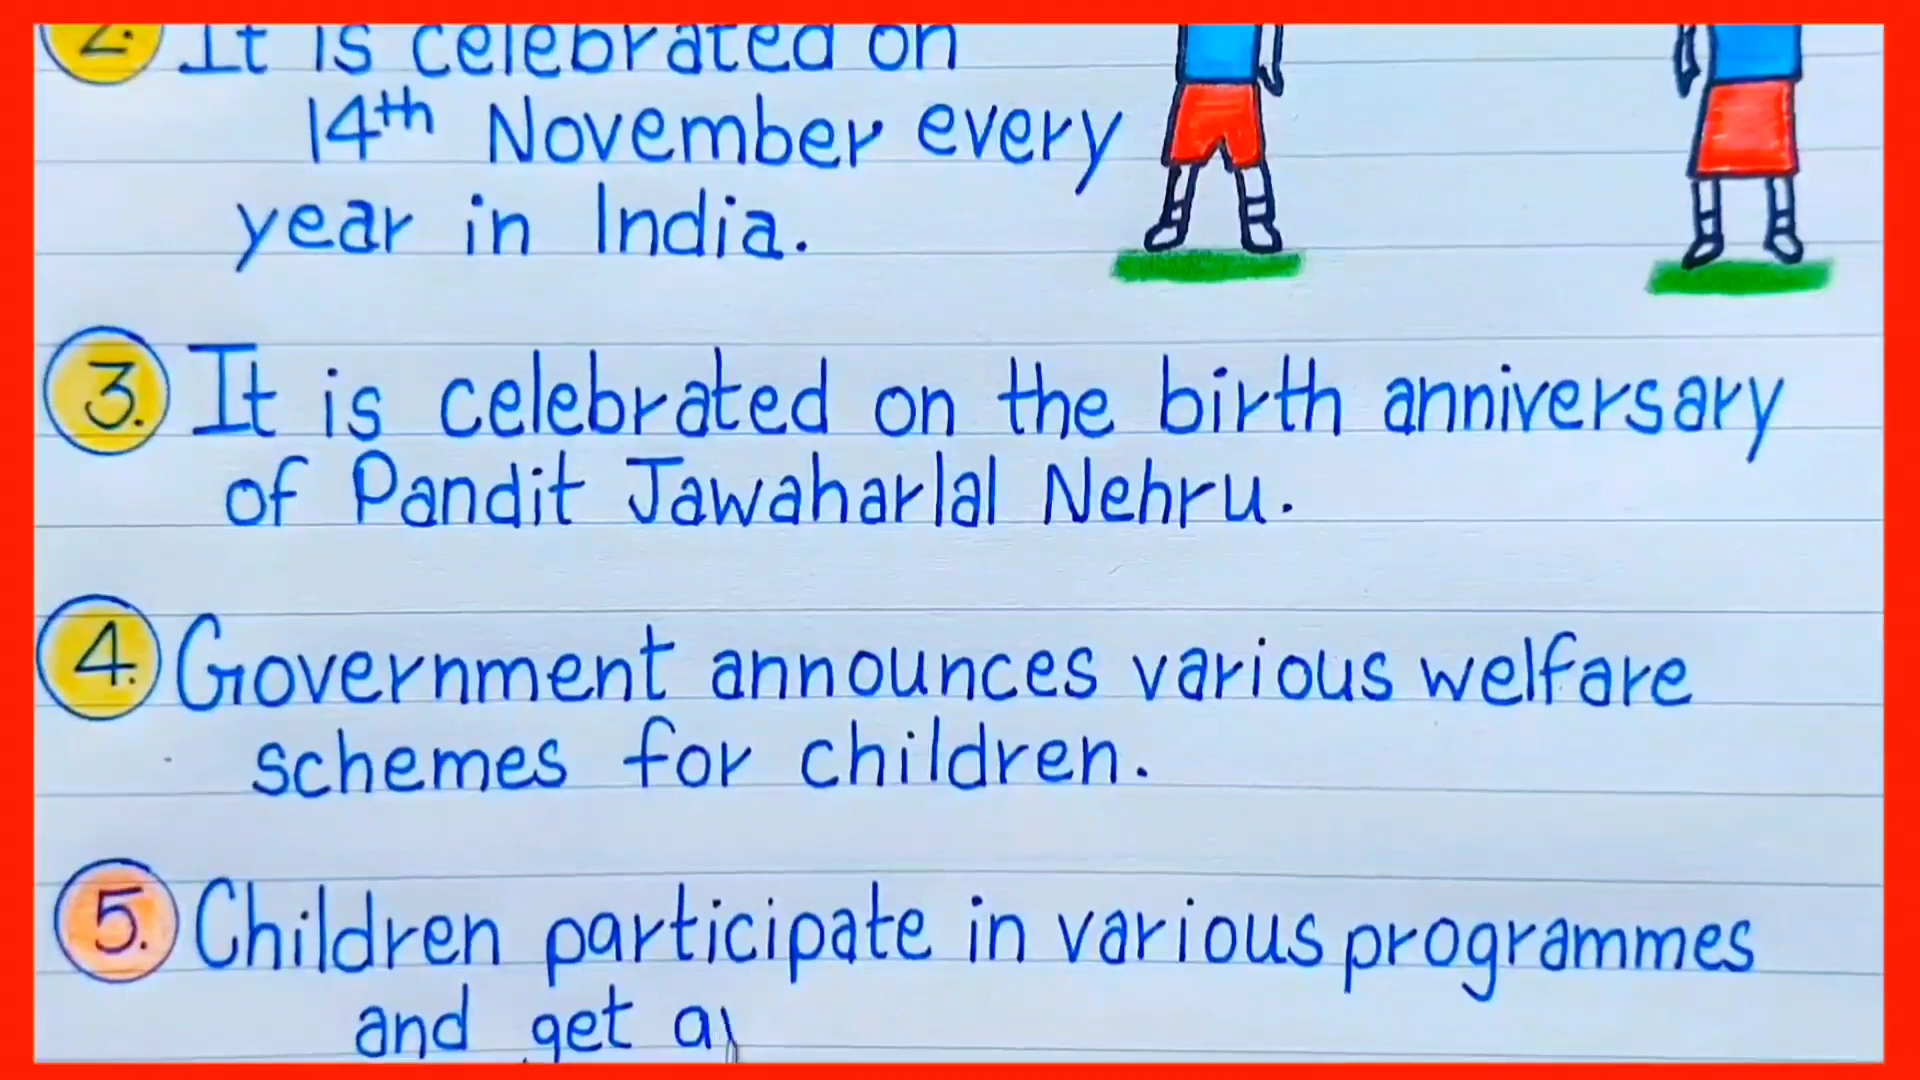 2. It is celebrated on
14th November every
year in India.
3. It is celebrated on the birth anniversary
of Pandit Jawaharlal Nehru.
4. Government announces various welfare
schemes for children.
5. Children participate in various programmes
and get